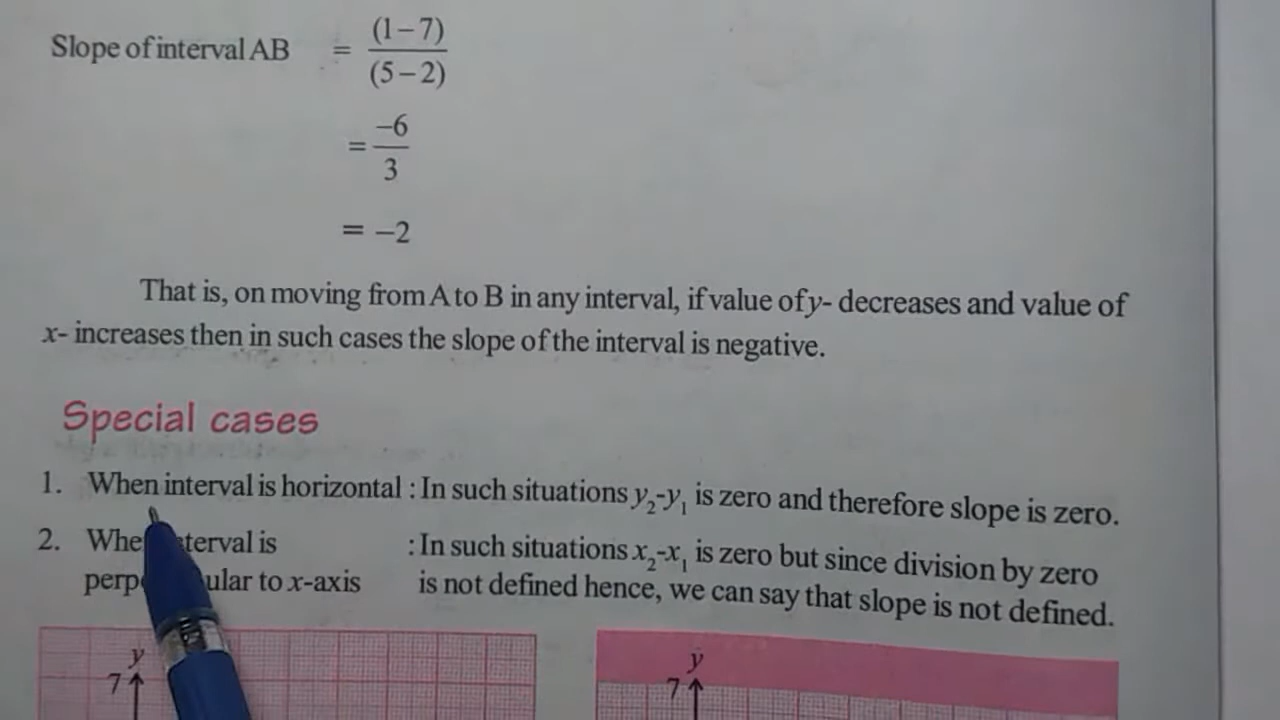 Slope of interval AB = (1–7)/(5–2)
= –6/3
= –2
That is, on moving from A to B in any interval, if value of y- decreases and value of
x- increases then in such cases the slope of the interval is negative.
Special cases
1. When interval is horizontal : In such situations y₂-y₁ is zero and therefore slope is zero.
2. is : In such situations x₂-x₁ is zero but since division by zero
to x-axis is not defined hence, we can say that slope is not defined.
y y
7 7